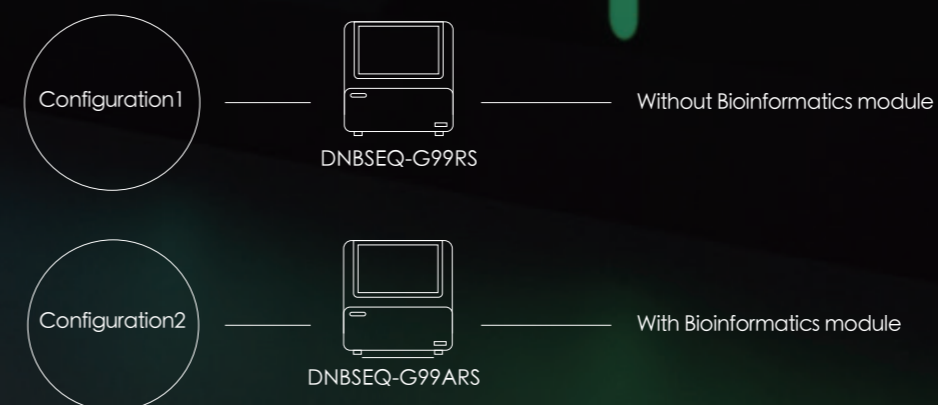 Configuration1
DNBSEQ-G99RS
Without Bioinformatics module
Configuration2
DNBSEQ-G99ARS
With Bioinformatics module